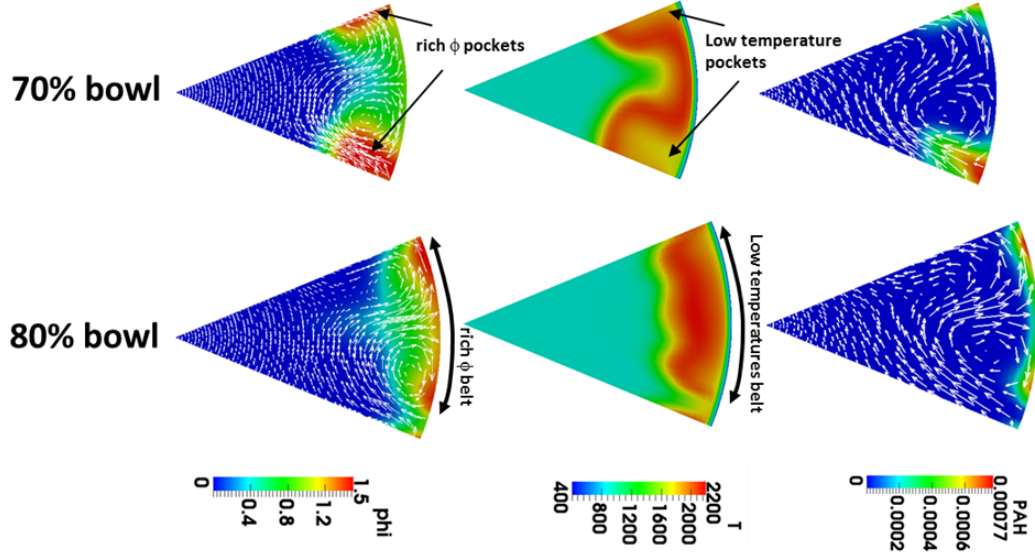 70% bowl
rich ϕ pockets
Low temperature
pockets
80% bowl
rich ϕ belt
Low temperatures belt
0
0.4
0.8
1.2
1.5
phi
400
800
1200
1600
2000
2200
T
0
0.0002
0.0004
0.0006
0.00077
PAH